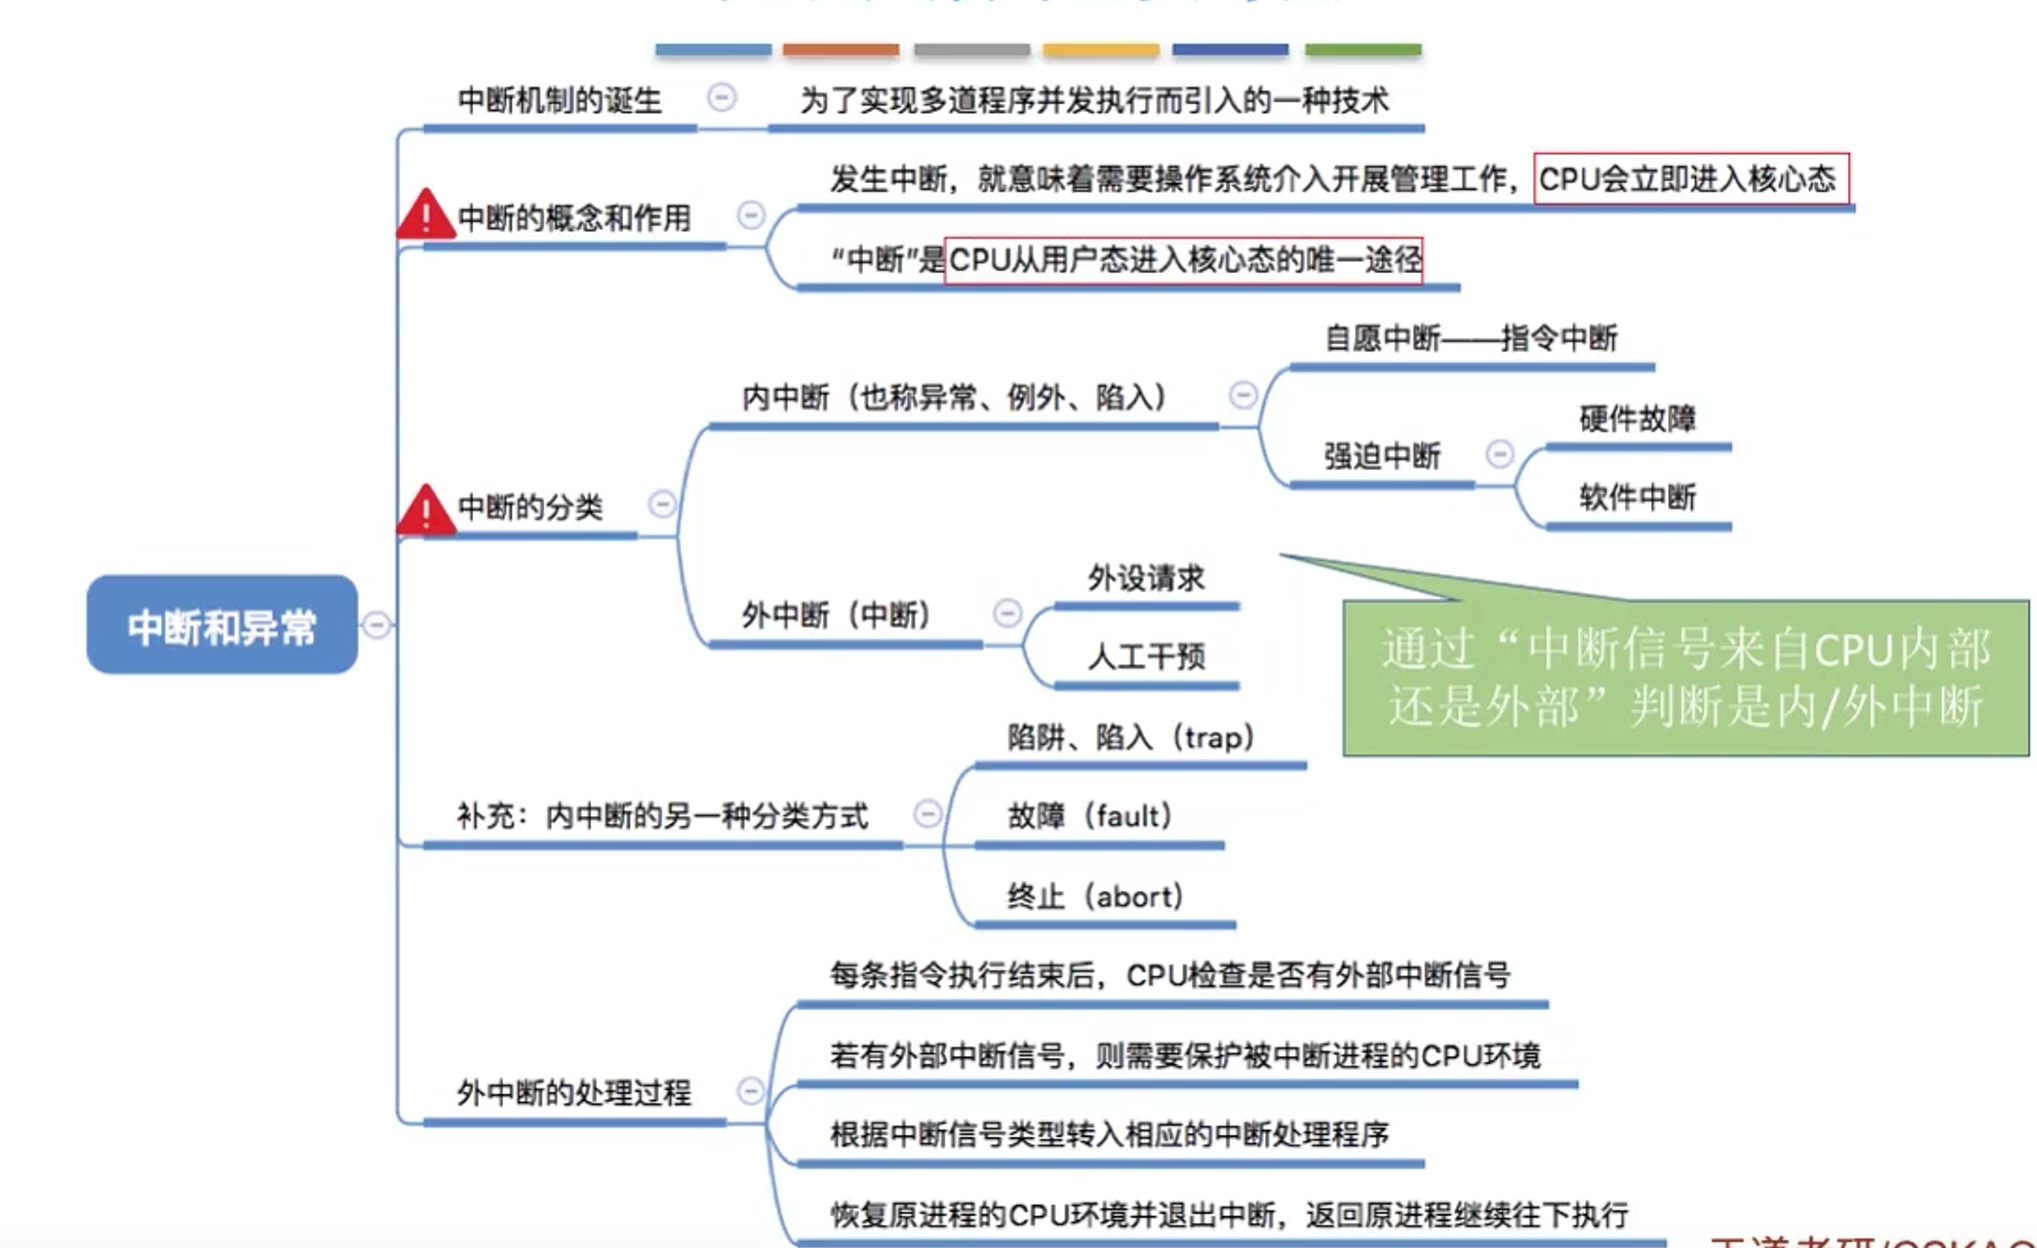 中断机制的诞生
为了实现多道程序并发执行而引入的一种技术
中断的概念和作用
发生中断，就意味着需要操作系统介入开展管理工作，CPU会立即进入核心态
“中断”是CPU从用户态进入核心态的唯一途径
中断和异常
中断的分类
内中断（也称异常、例外、陷入）
自愿中断——指令中断
强迫中断
硬件故障
软件中断
外中断（中断）
外设请求
人工干预
通过“中断信号来自CPU内部
还是外部”判断是内/外中断
补充：内中断的另一种分类方式
陷阱、陷入（trap）
故障（fault）
终止（abort）
外中断的处理过程
每条指令执行结束后，CPU检查是否有外部中断信号
若有外部中断信号，则需要保护被中断进程的CPU环境
根据中断信号类型转入相应的中断处理程序
恢复原进程的CPU环境并退出中断，返回原进程继续往下执行